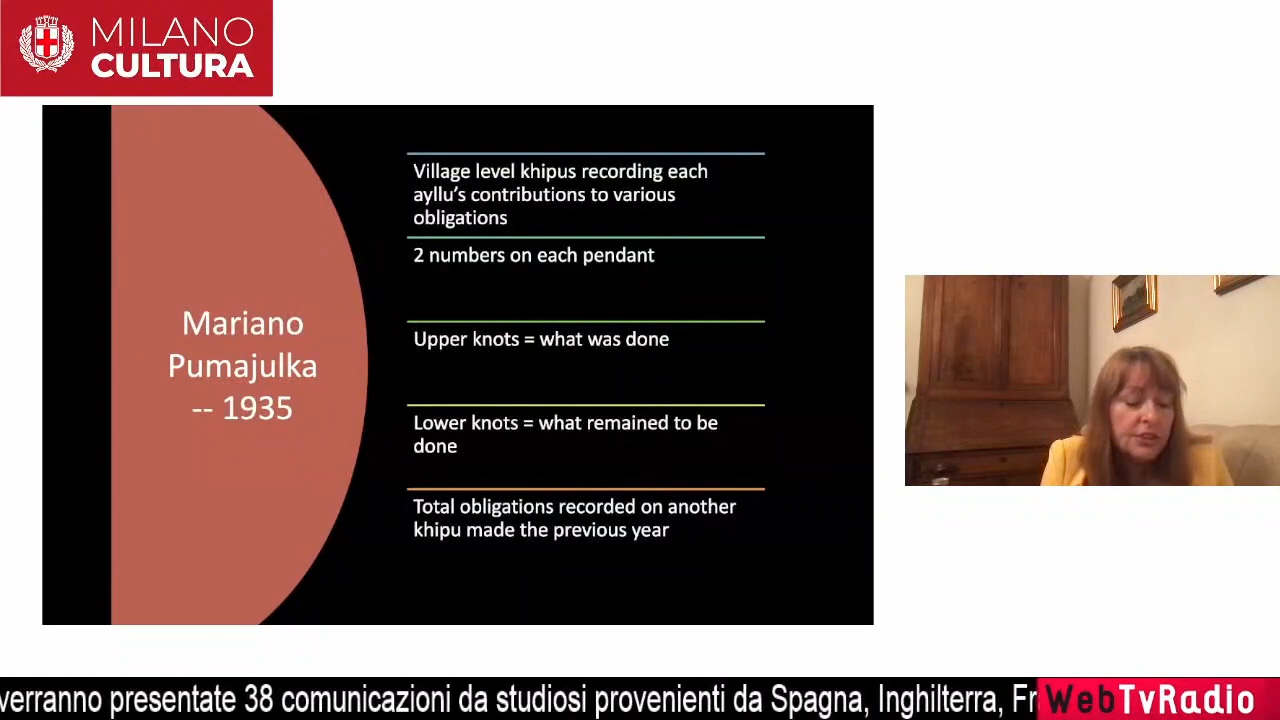 MILANO
CULTURA
Village level khipus recording each
ayllu's contributions to various
obligations
2 numbers on each pendant
Mariano
Pumajulka
-- 1935
Upper knots = what was done
Lower knots = what remained to be
done
Total obligations recorded on another
khipu made the previous year
verranno presentate 38 comunicazioni da studiosi provenienti da Spagna, Inghilterra, Fr
WebTvRadio